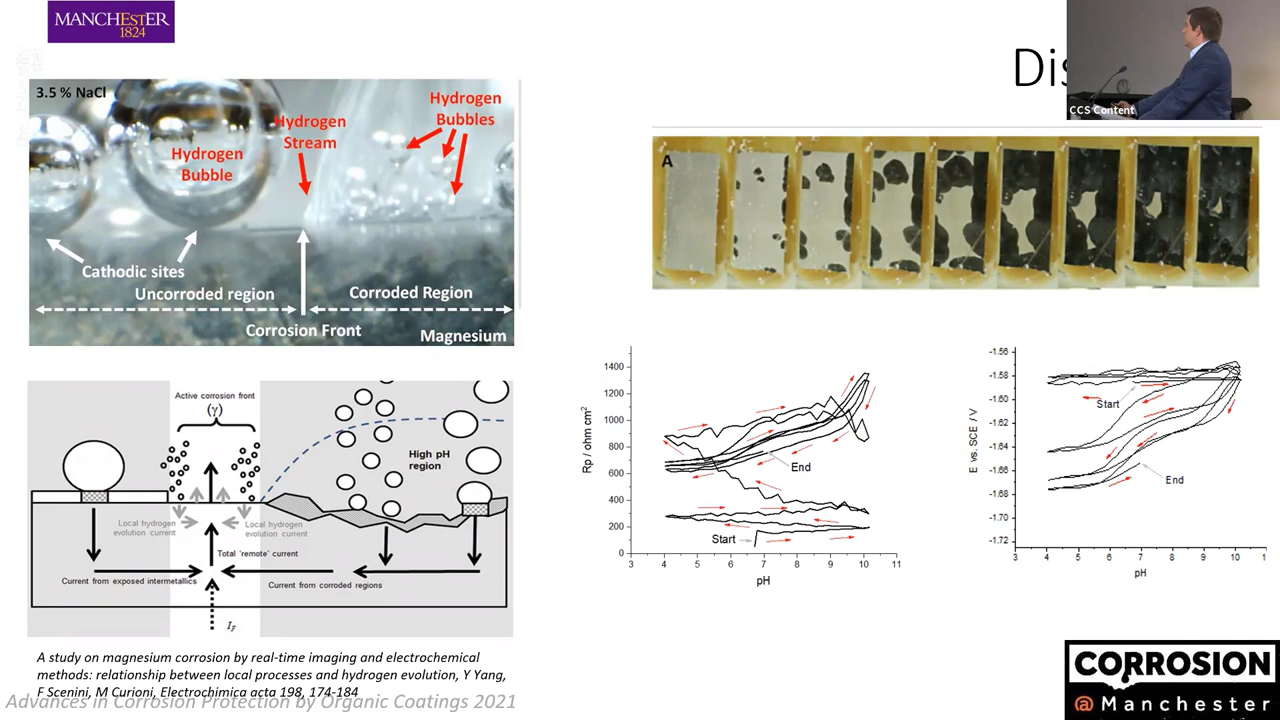 MANCHESTER
1824
Dis
CCS Content
3.5 % NaCl
Hydrogen
Bubble
Hydrogen
Stream
Hydrogen
Bubbles
Cathodic sites
Uncorroded region
Corroded Region
Corrosion Front
Magnesium
A
Active corrosion front
(γ)
High pH
region
Local hydrogen
evolution current
Local hydrogen
evolution current
Total 'remote' current
Current from exposed intermetallics
Current from corroded regions
I_F
Rp / ohm cm²
1400
1200
1000
800
600
400
200
0
3 4 5 6 7 8 9 10 11
pH
Start
End
E vs. SCE / V
-1.56
-1.58
-1.60
-1.62
-1.64
-1.66
-1.68
-1.70
-1.72
3 4 5 6 7 8 9 10 1
pH
Start
End
A study on magnesium corrosion by real-time imaging and electrochemical
methods: relationship between local processes and hydrogen evolution, Y Yang,
F Scenini, M Curioni, Electrochimica acta 198, 174-184
Advances in Corrosion Protection by Organic Coatings 2021
CORROSION
@Manchester